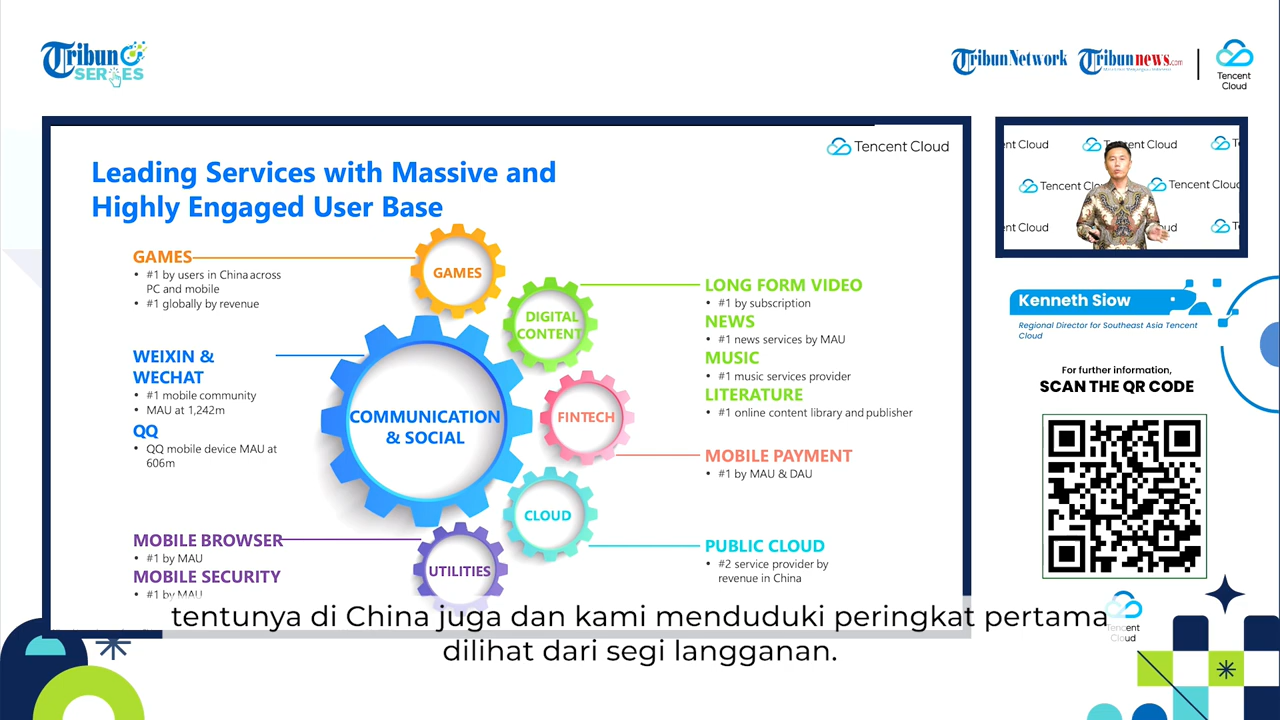 Tribun
SERIES
TribunNetwork
Tribunnews.com
Tencent
Cloud
Tencent Cloud
Leading Services with Massive and
Highly Engaged User Base
GAMES
• #1 by users in China across
PC and mobile
• #1 globally by revenue
WEIXIN &
WECHAT
• #1 mobile community
• MAU at 1,242m
QQ
• QQ mobile device MAU at
606m
MOBILE BROWSER
• #1 by MAU
MOBILE SECURITY
• #1 by MAU
GAMES
DIGITAL
CONTENT
COMMUNICATION
& SOCIAL
FINTECH
CLOUD
UTILITIES
LONG FORM VIDEO
• #1 by subscription
NEWS
• #1 news services by MAU
MUSIC
• #1 music services provider
LITERATURE
• #1 online content library and publisher
MOBILE PAYMENT
• #1 by MAU & DAU
PUBLIC CLOUD
• #2 service provider by
revenue in China
ent Cloud
Tencent Cloud
Tencent Cloud
Tencent Cloud
ent Cloud
Kenneth Siow
Regional Director for Southeast Asia Tencent
Cloud
For further information,
SCAN THE QR CODE
Tencent
Cloud
tentunya di China juga dan kami menduduki peringkat pertama
dilihat dari segi langganan.